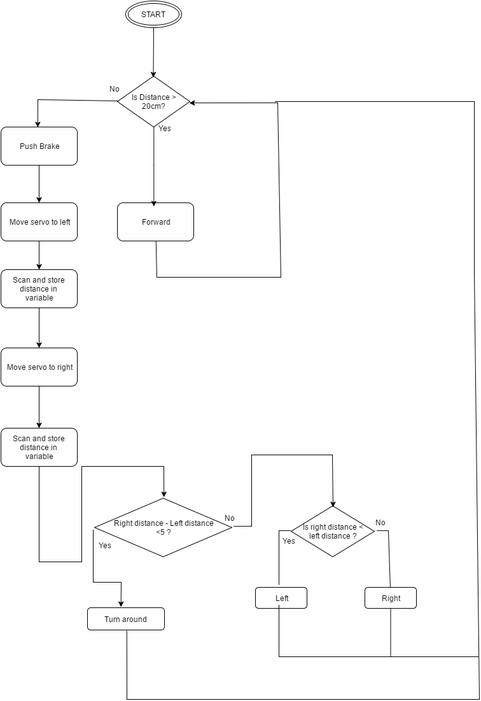 START
No
Is Distance >
20cm?
Yes
Push Brake
Move servo to left
Forward
Scan and store
distance in
variable
Move servo to right
Scan and store
distance in
variable
Right distance - Left distance
<5 ?
No
Yes
Is right distance <
left distance ?
No
Yes
Left
Right
Turn around